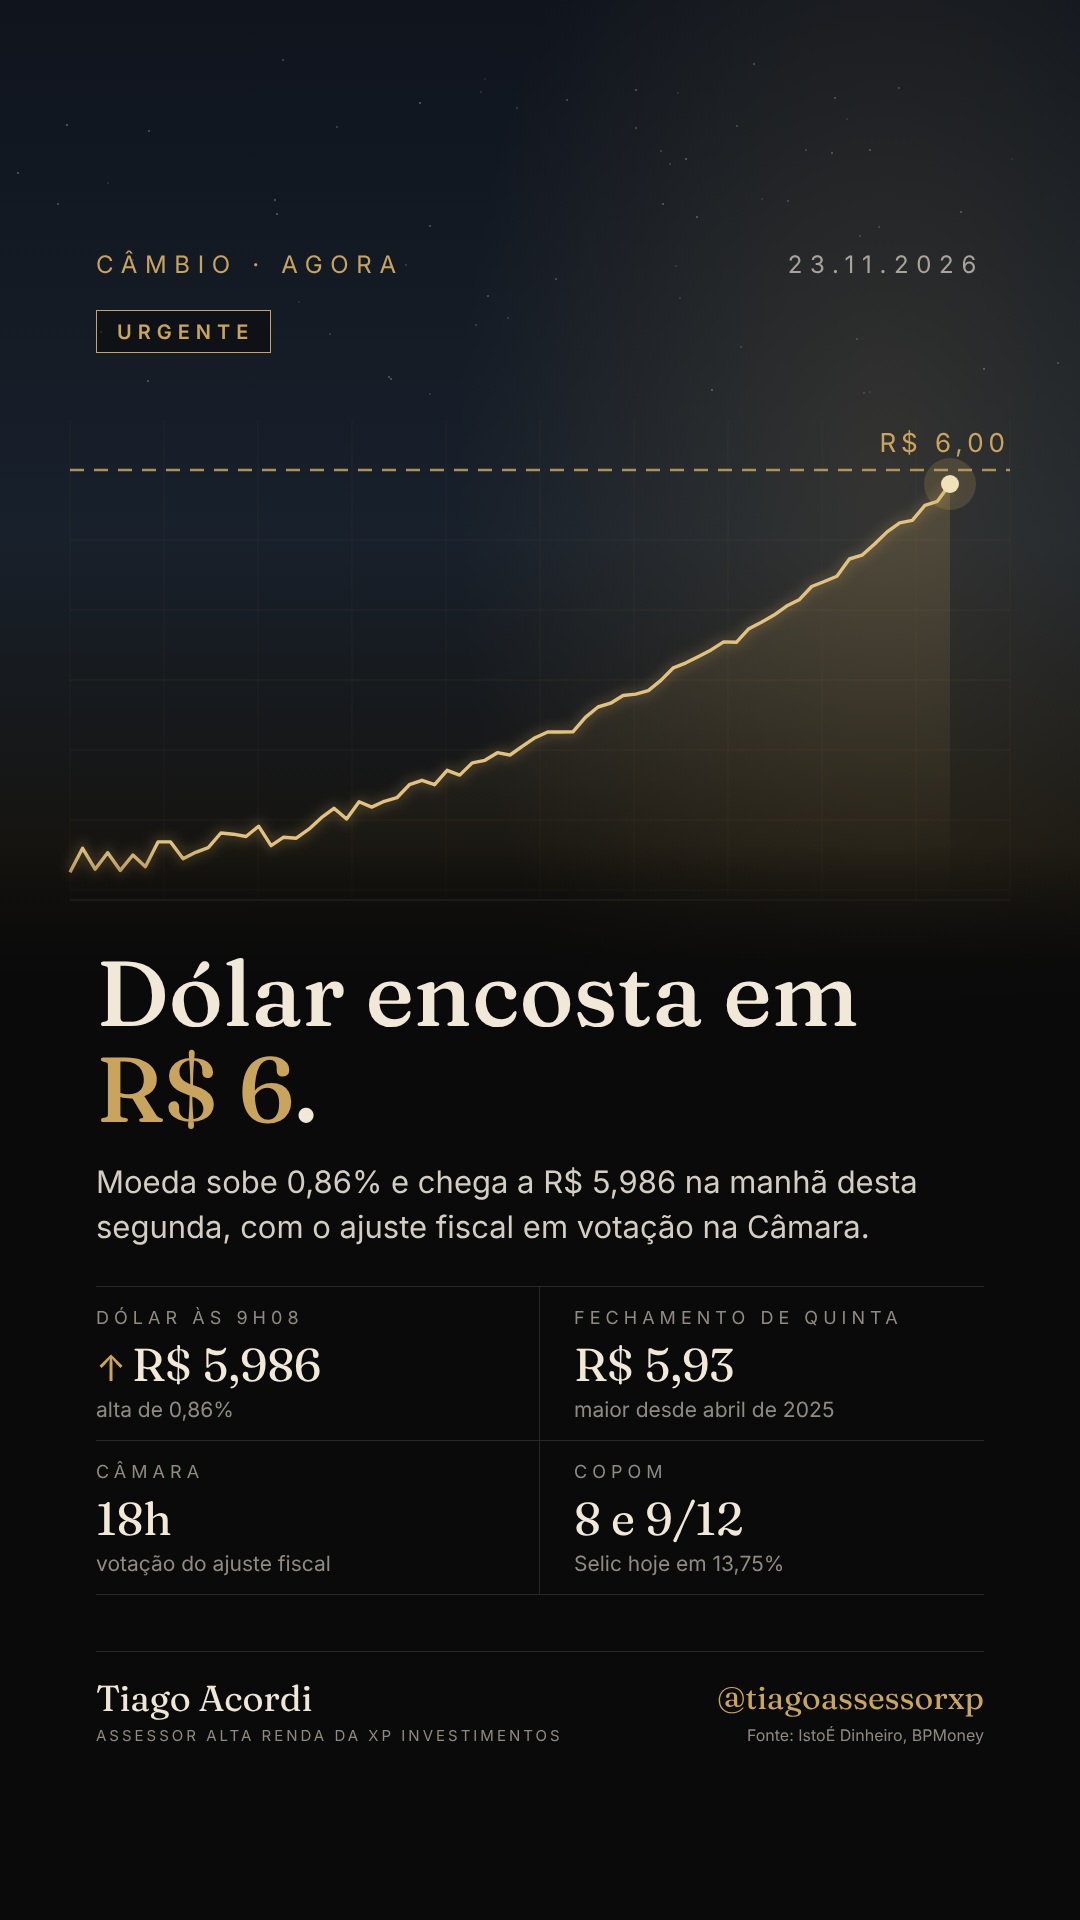 CÂMBIO · AGORA
23.11.2026
URGENTE
R$ 6,00
Dólar encosta em
R$ 6.
Moeda sobe 0,86% e chega a R$ 5,986 na manhã desta
segunda, com o ajuste fiscal em votação na Câmara.
DÓLAR ÀS 9H08
↑ R$ 5,986
alta de 0,86%
FECHAMENTO DE QUINTA
R$ 5,93
maior desde abril de 2025
CÂMARA
18h
votação do ajuste fiscal
COPOM
8 e 9/12
Selic hoje em 13,75%
Tiago Acordi
ASSESSOR ALTA RENDA DA XP INVESTIMENTOS
@tiagoassessorxp
Fonte: IstoÉ Dinheiro, BPMoney